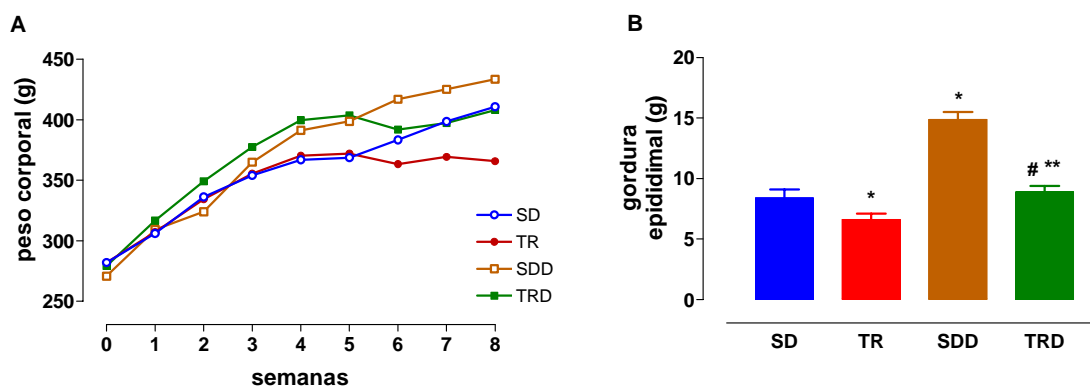 A
peso corporal (g)
450
400
350
300
250
0 1 2 3 4 5 6 7 8
semanas
SD
TR
SDD
TRD
B
gordura
epididimal (g)
20
15
10
5
0
*
*
# **
SD TR SDD TRD